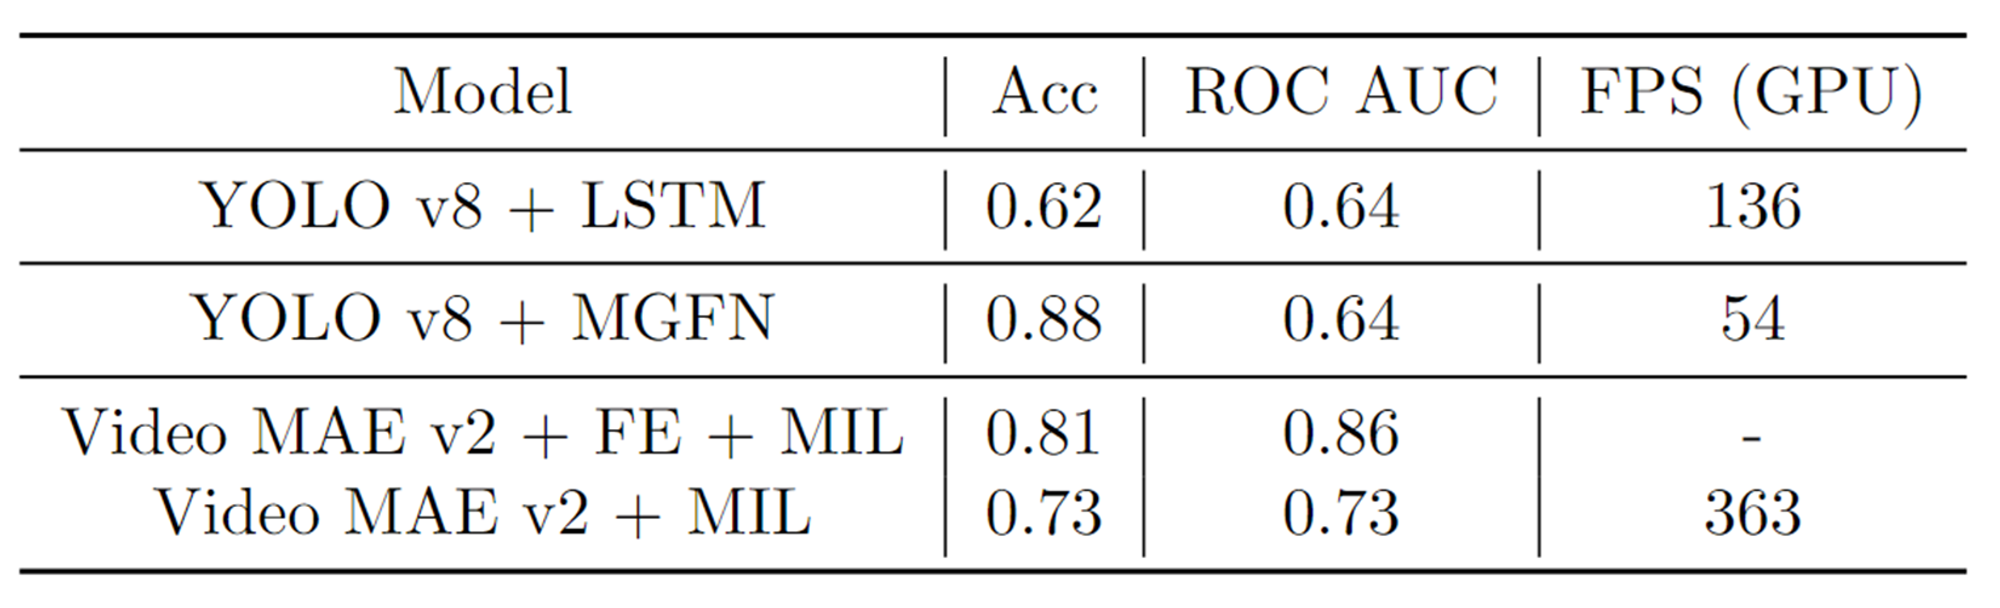 Model Acc ROC AUC FPS (GPU)
YOLO v8 + LSTM 0.62 0.64 136
YOLO v8 + MGFN 0.88 0.64 54
Video MAE v2 + FE + MIL 0.81 0.86 -
Video MAE v2 + MIL 0.73 0.73 363